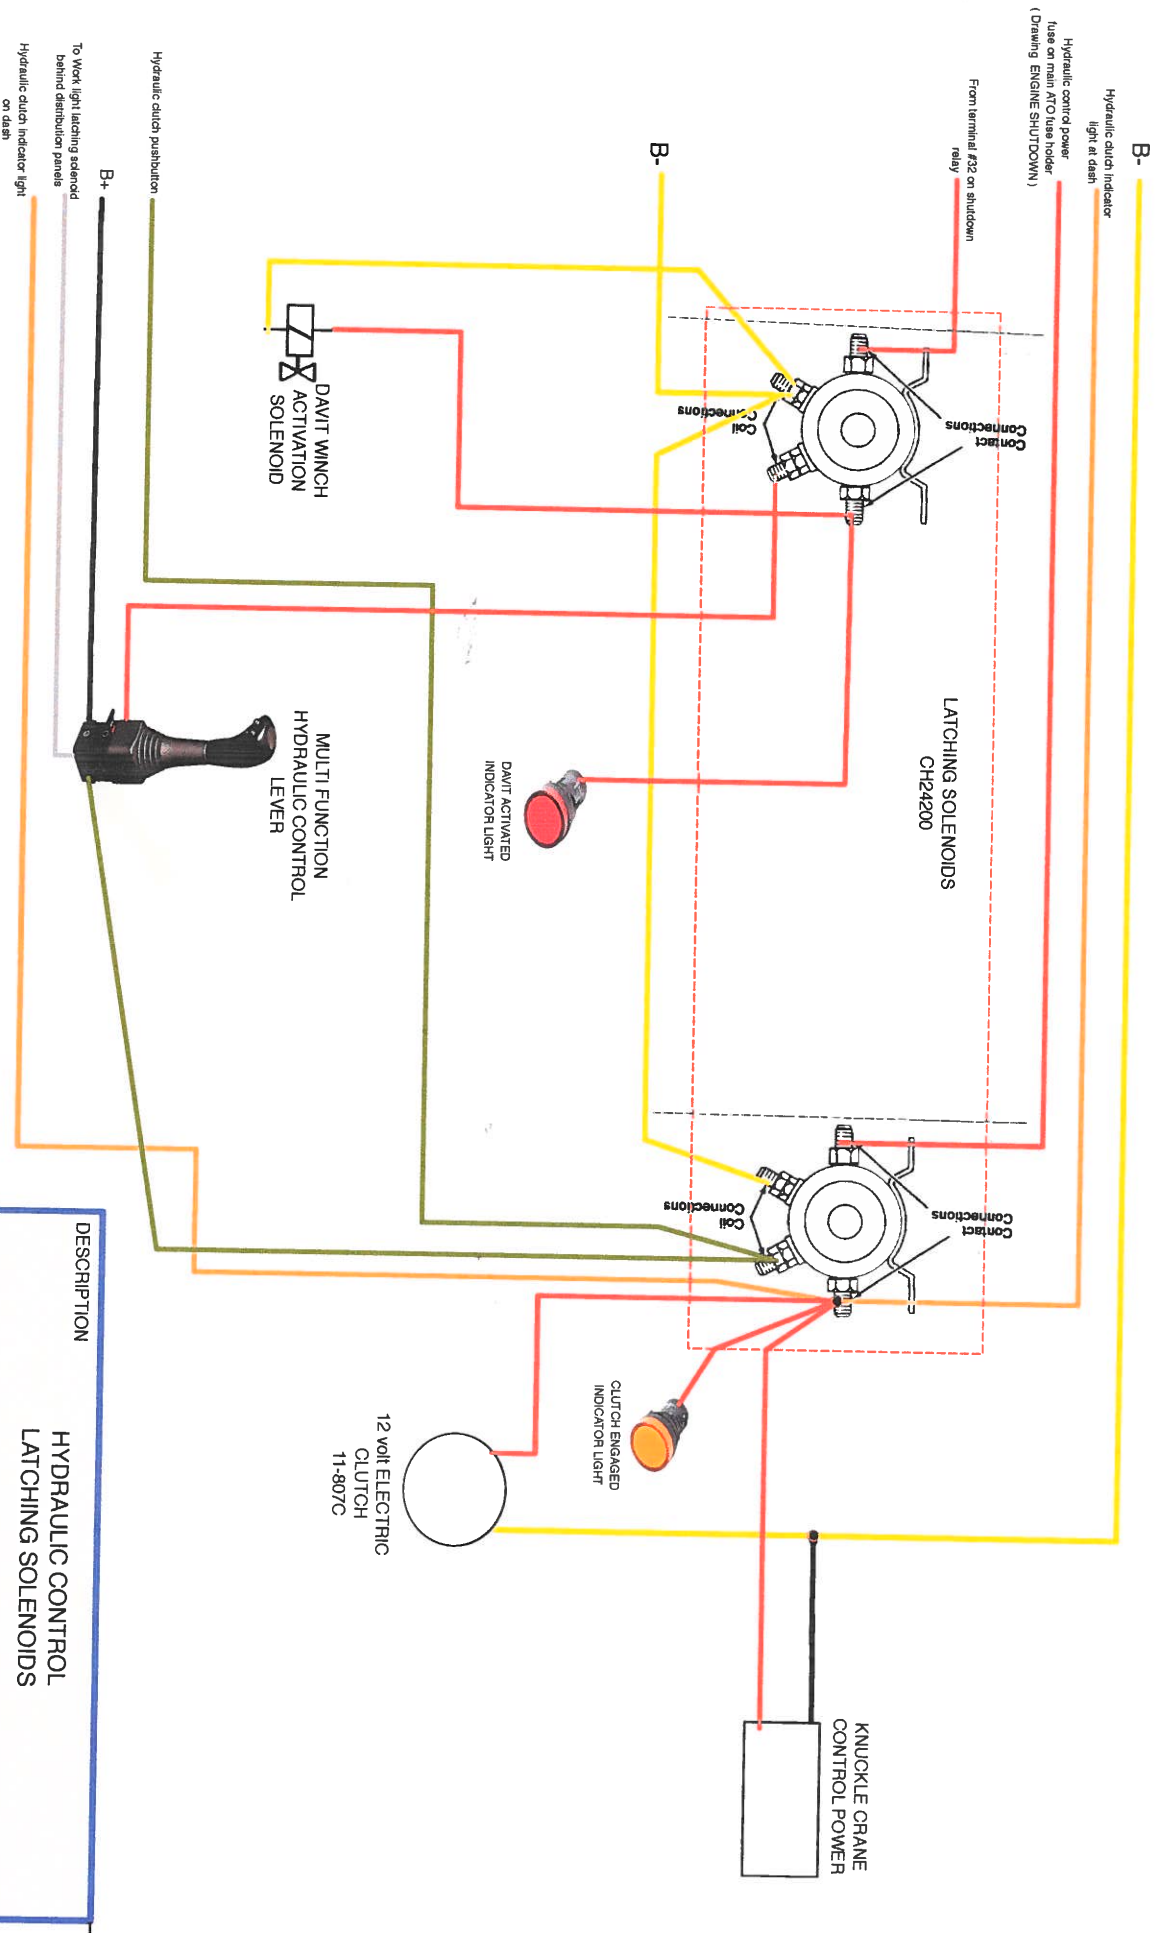 B-
Hydraulic clutch indicator
light at dash
Hydraulic control power
fuse on main ATO fuse holder
( Drawing ENGINE SHUTDOWN )
From terminal #32 on shutdown
relay
B-
Hydraulic clutch pushbutton
B+
To Work light latching solenoid
behind distribution panels
Hydraulic clutch indicator light
on dash
Contact
Connections
Coil
Connections
DAVIT WINCH
ACTIVATION
SOLENOID
LATCHING SOLENOIDS
CH24200
DAVIT ACTIVATED
INDICATOR LIGHT
MULTI FUNCTION
HYDRAULIC CONTROL
LEVER
Contact
Connections
Coil
Connections
CLUTCH ENGAGED
INDICATOR LIGHT
12 volt ELECTRIC
CLUTCH
11-807C
KNUCKLE CRANE
CONTROL POWER
DESCRIPTION
HYDRAULIC CONTROL
LATCHING SOLENOIDS